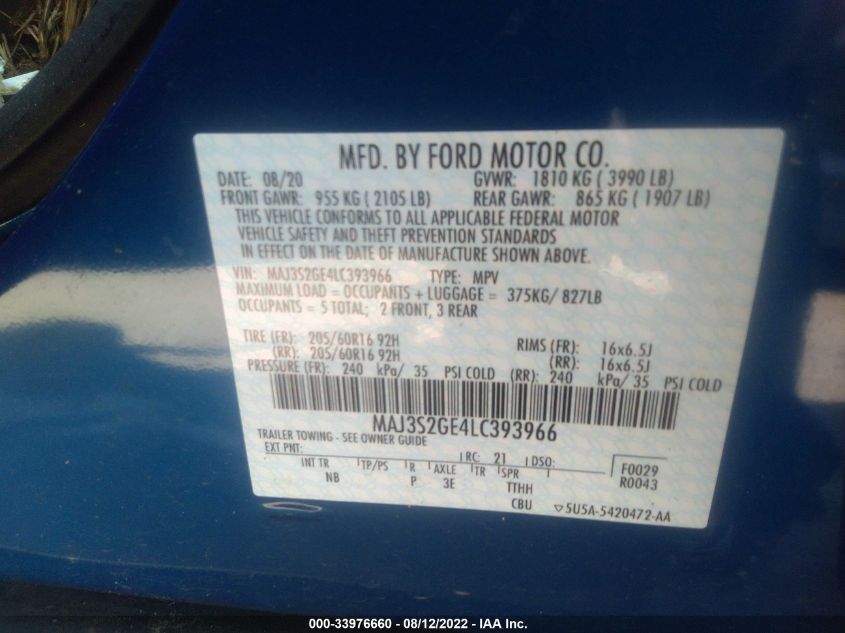 MFD. BY FORD MOTOR CO.
DATE: 08/20 GVWR: 1810 KG ( 3990 LB)
FRONT GAWR: 955 KG ( 2105 LB) REAR GAWR: 865 KG ( 1907 LB)
THIS VEHICLE CONFORMS TO ALL APPLICABLE FEDERAL MOTOR
VEHICLE SAFETY AND THEFT PREVENTION STANDARDS
IN EFFECT ON THE DATE OF MANUFACTURE SHOWN ABOVE.
VIN: MAJ3S2GE4LC393966 TYPE: MPV
MAXIMUM LOAD = OCCUPANTS + LUGGAGE = 375KG/ 827LB
OCCUPANTS = 5 TOTAL; 2 FRONT, 3 REAR
TIRE (FR): 205/60R16 92H RIMS (FR): 16x6.5J
(RR): 205/60R16 92H (RR): 16x6.5J
PRESSURE (FR): 240 kPa/ 35 PSI COLD (RR): 240 kPa/ 35 PSI COLD
MAJ3S2GE4LC393966
TRAILER TOWING - SEE OWNER GUIDE
EXT PNT: RC: 21 DSO: F0029
INT TR TP/PS R AXLE TR SPR R0043
NB P 3E TTHH
CBU 5U5A-5420472-AA
000-33976660 - 08/12/2022 - IAA Inc.